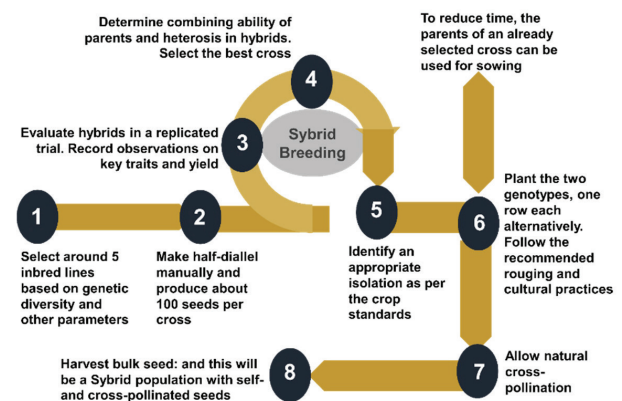 Determine combining ability of
parents and heterosis in hybrids.
Select the best cross
To reduce time, the
parents of an already
selected cross can be
used for sowing
4
Evaluate hybrids in a replicated
trial. Record observations on
key traits and yield
3
Sybrid
Breeding
1
2
5
6
Plant the two
genotypes, one
row each
alternatively.
Follow the
recommended
rouging and
cultural practices
Select around 5
inbred lines
based on genetic
diversity and
other parameters
Make half-diallel
manually and
produce about
100 seeds per
cross
Identify an
appropriate
isolation as per
the crop
standards
Harvest bulk seed: and this will
be a Sybrid population with self-
and cross-pollinated seeds
8
7
Allow natural
cross-
pollination